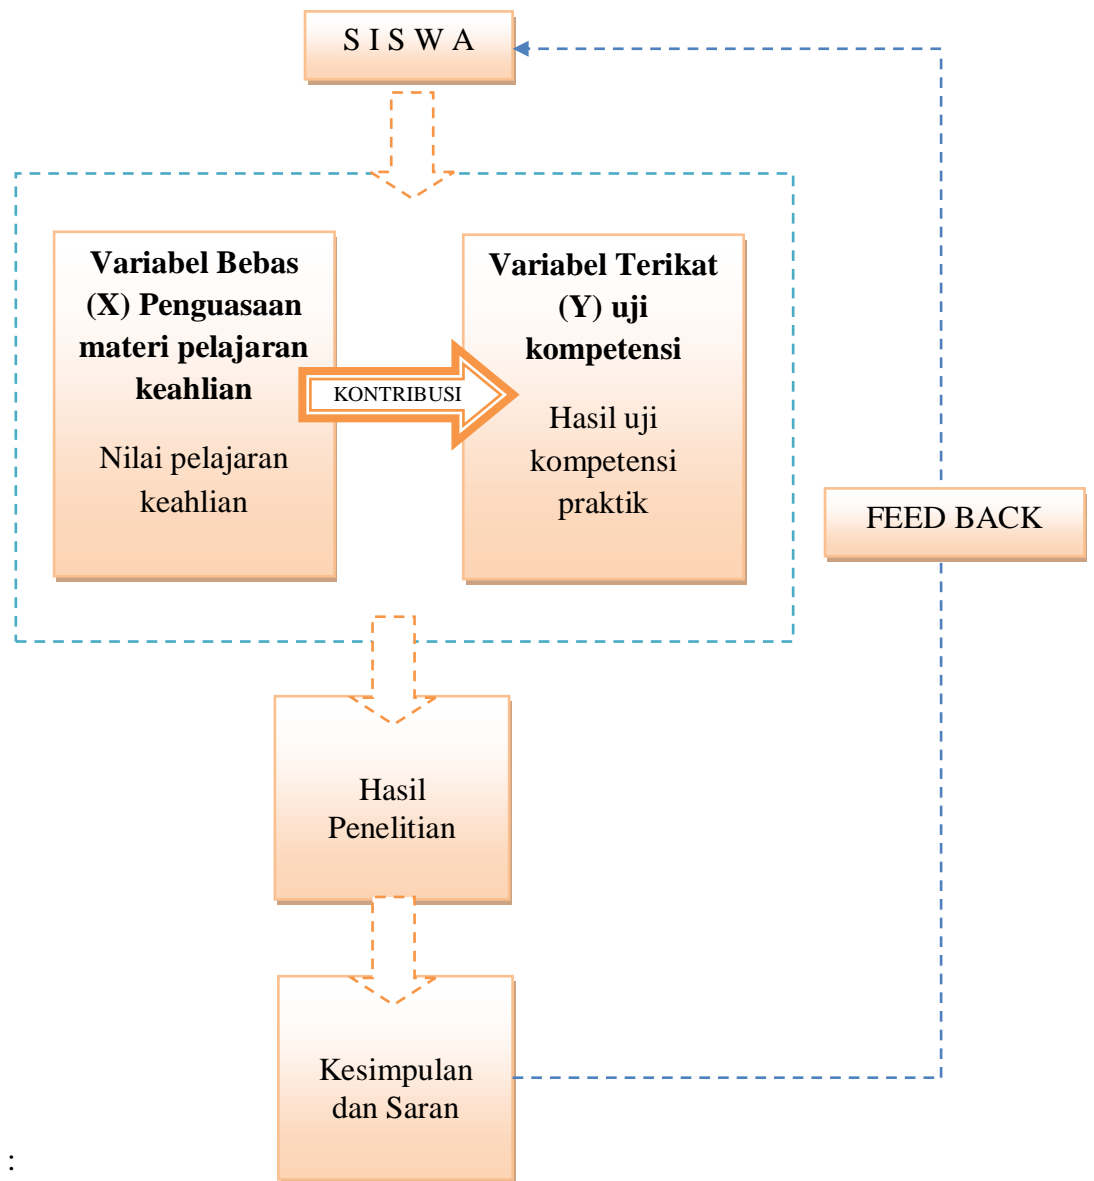 S I S W A
Variabel Bebas
(X) Penguasaan
materi pelajaran
keahlian
Nilai pelajaran
keahlian
KONTRIBUSI
Variabel Terikat
(Y) uji
kompetensi
Hasil uji
kompetensi
praktik
FEED BACK
Hasil
Penelitian
Kesimpulan
dan Saran
: